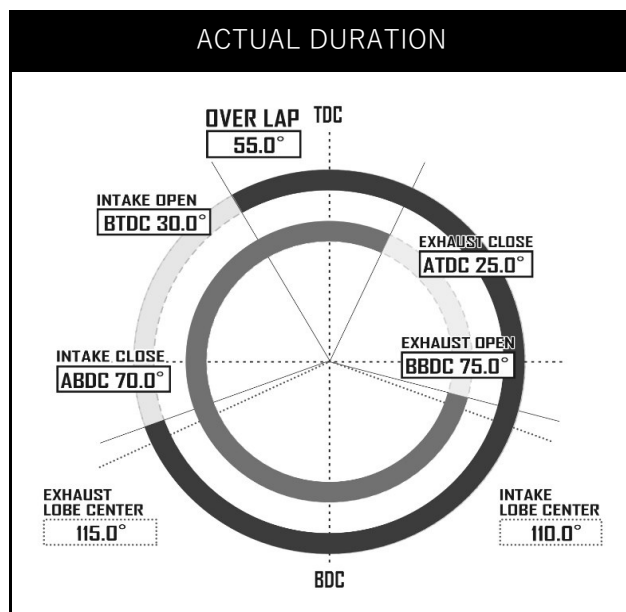 ACTUAL DURATION
OVER LAP
55.0°
TDC
INTAKE OPEN
BTDC 30.0°
EXHAUST CLOSE
ATDC 25.0°
INTAKE CLOSE
ABDC 70.0°
EXHAUST OPEN
BBDC 75.0°
EXHAUST
LOBE CENTER
115.0°
INTAKE
LOBE CENTER
110.0°
BDC